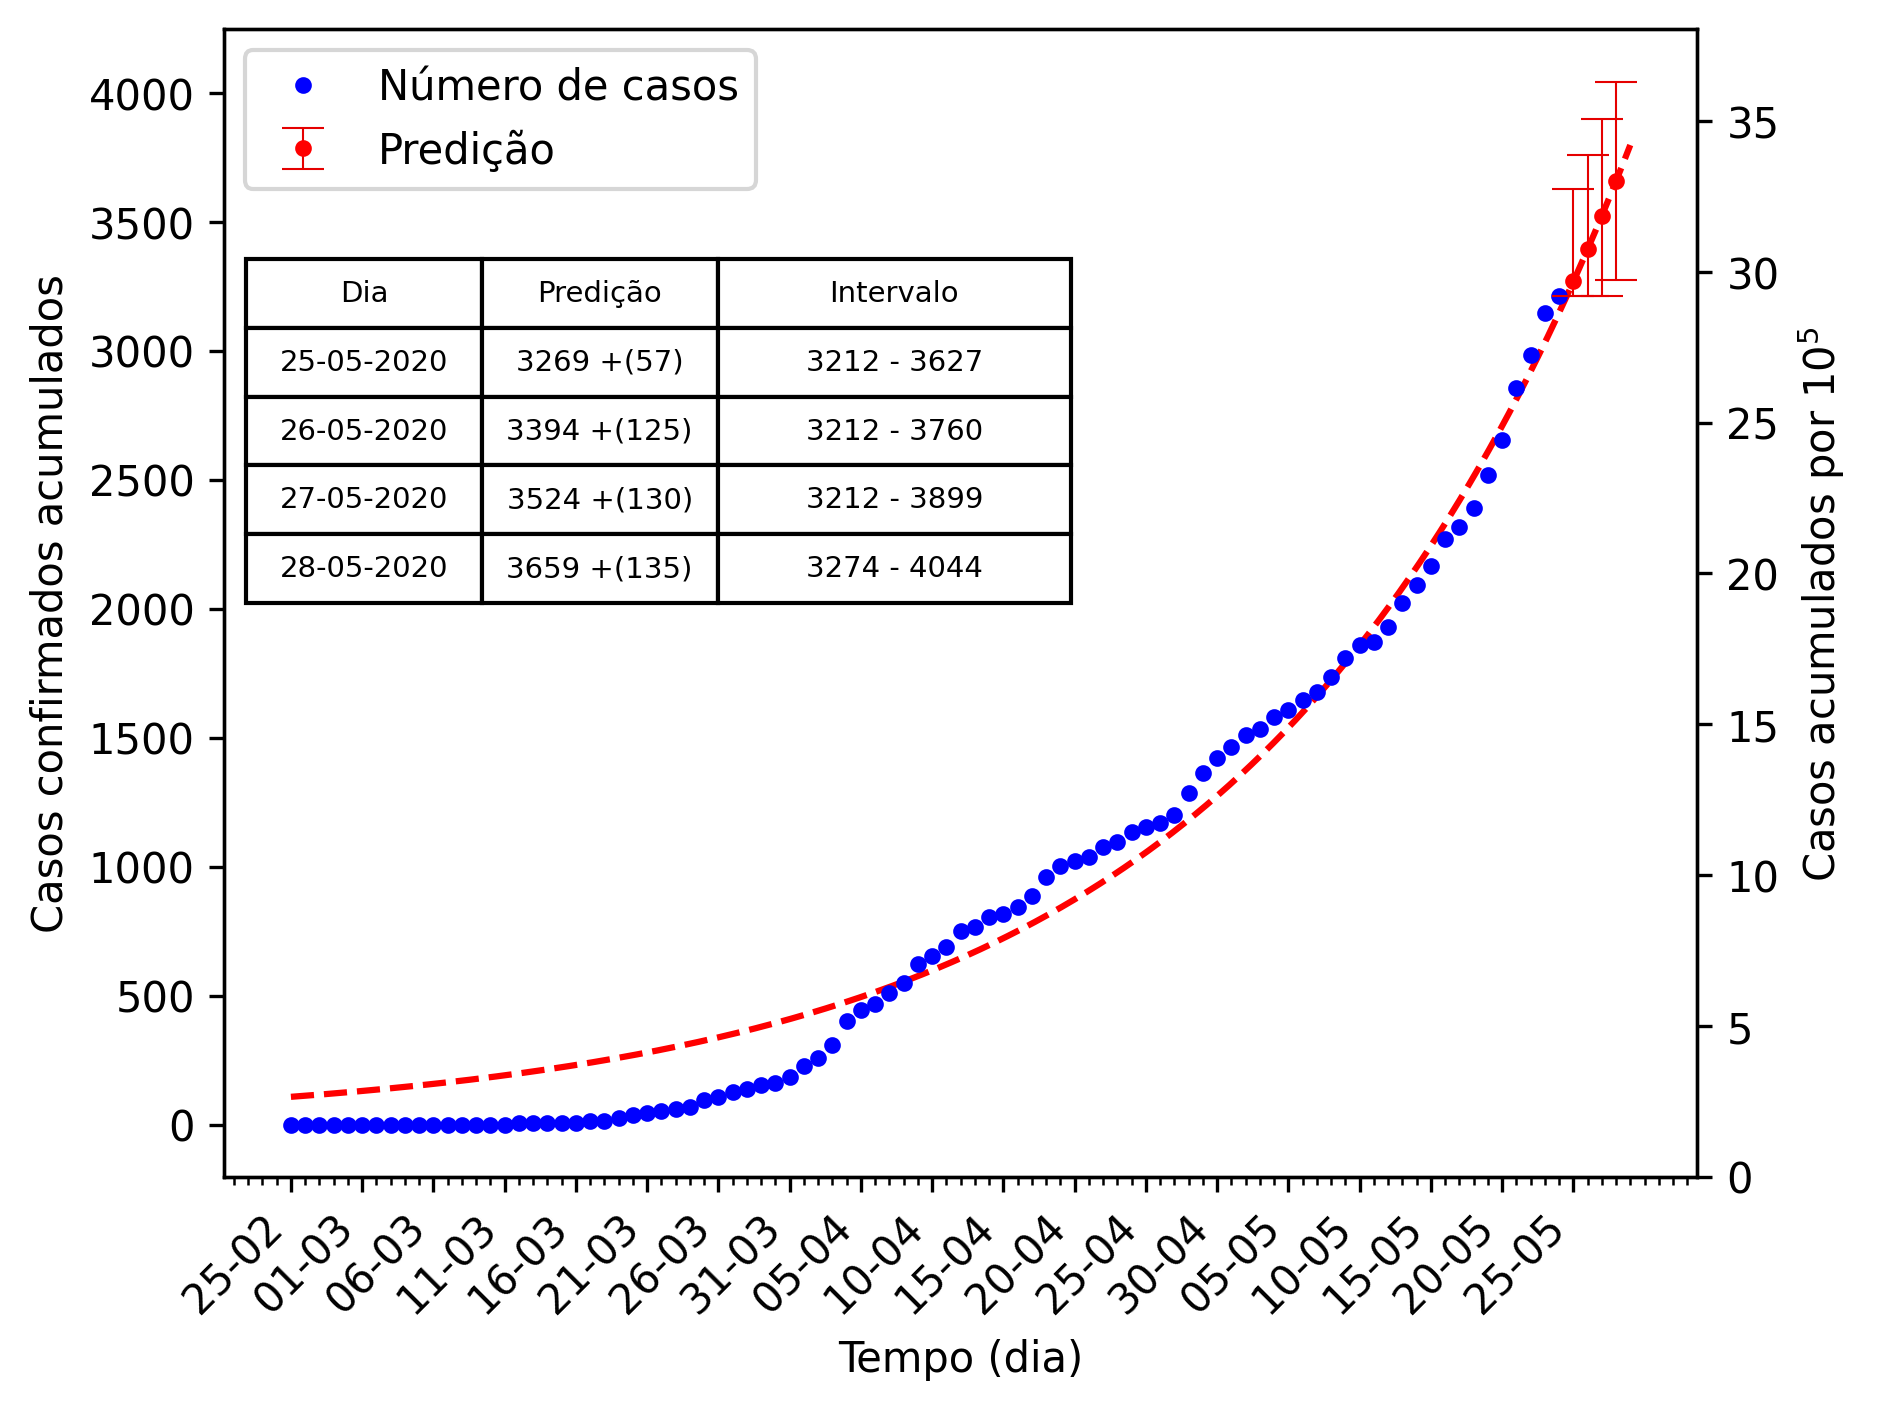 Número de casos
Predição
Dia Predição Intervalo
25-05-2020 3269 +(57) 3212 - 3627
26-05-2020 3394 +(125) 3212 - 3760
27-05-2020 3524 +(130) 3212 - 3899
28-05-2020 3659 +(135) 3274 - 4044
Casos confirmados acumulados
4000
3500
3000
2500
2000
1500
1000
500
0
35
30
25
20
15
10
5
0
Casos acumulados por 10⁵
25-02 01-03 06-03 11-03 16-03 21-03 26-03 31-03 05-04 10-04 15-04 20-04 25-04 30-04 05-05 10-05 15-05 20-05 25-05
Tempo (dia)